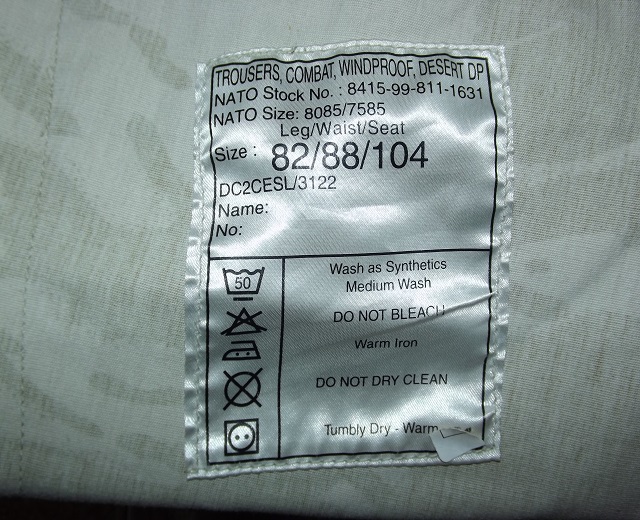 TROUSERS, COMBAT, WINDPROOF, DESERT DP
NATO Stock No. : 8415-99-811-1631
NATO Size: 8085/7585
Leg/Waist/Seat
Size : 82/88/104
DC2CESL/3122
Name:
No:
50
Wash as Synthetics
Medium Wash
DO NOT BLEACH
Warm Iron
DO NOT DRY CLEAN
Tumbly Dry - Warm